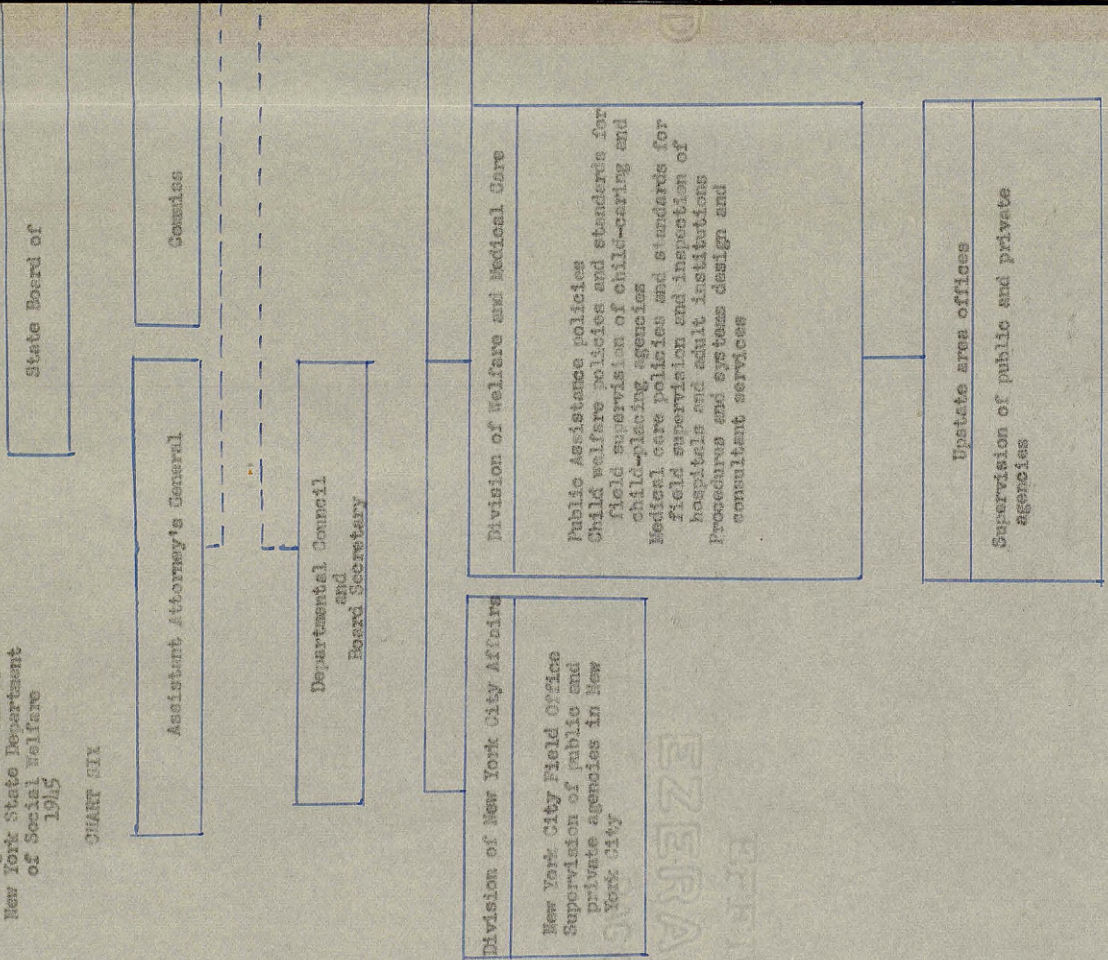 New York State Department
of Social Welfare
1945
CHART SIX
State Board of
Assistant Attorney's General
Commiss
Departmental Council
and
Board Secretary
Division of New York City Affairs
New York City Field Office
Supervision of public and
private agencies in New
York City
Division of Welfare and Medical Care
Public Assistance policies
Child welfare policies and standards for
field supervision of child-caring and
child-placing agencies
Medical care policies and standards for
field supervision and inspection of
hospitals and adult institutions
Procedures and systems design and
consultant services
Upstate area offices
Supervision of public and private
agencies